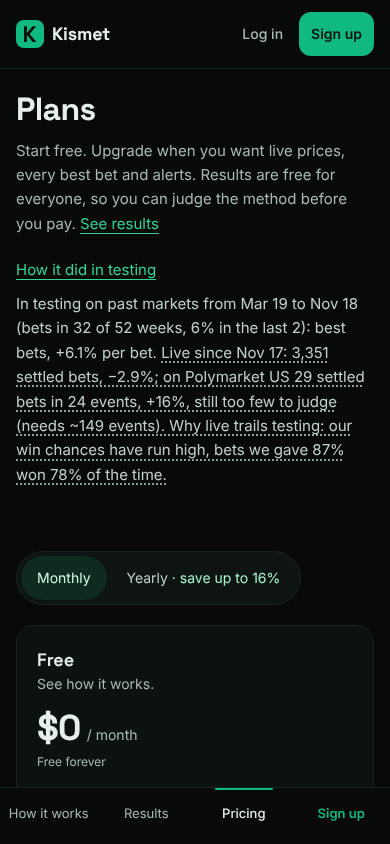 K Kismet
Log in
Sign up
Plans
Start free. Upgrade when you want live prices,
every best bet and alerts. Results are free for
everyone, so you can judge the method before
you pay. See results
How it did in testing
In testing on past markets from Mar 19 to Nov 18
(bets in 32 of 52 weeks, 6% in the last 2): best
bets, +6.1% per bet. Live since Nov 17: 3,351
settled bets, −2.9%; on Polymarket US 29 settled
bets in 24 events, +16%, still too few to judge
(needs ~149 events). Why live trails testing: our
win chances have run high, bets we gave 87%
won 78% of the time.
Monthly
Yearly · save up to 16%
Free
See how it works.
$0 / month
Free forever
How it works
Results
Pricing
Sign up